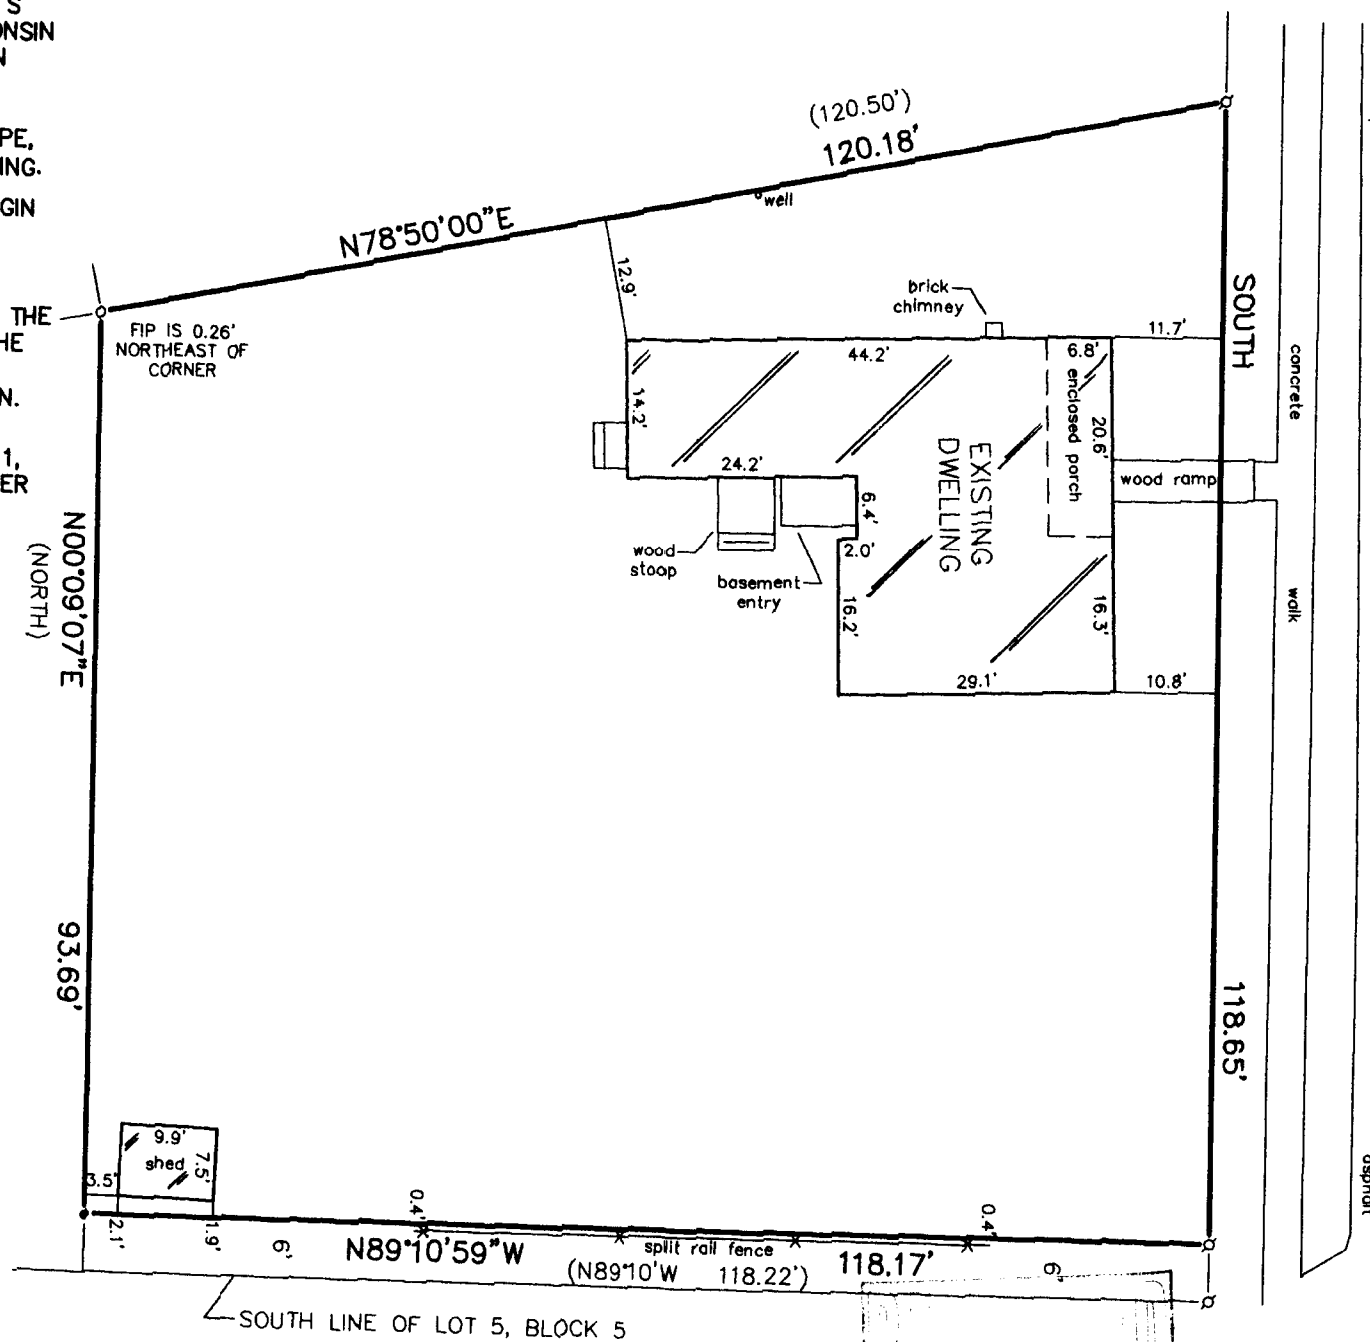 S
ONSIN
N
PE,
ING.
GIN
THE
HE
N.
1,
ER
(120.50')
120.18'
N78°50'00"E
well
12.9'
FIP IS 0.26'
NORTHEAST OF
CORNER
brick
chimney
11.7'
SOUTH
concrete
44.2'
6.8'
enclosed porch
14.2'
20.6'
24.2'
EXISTING
DWELLING
wood ramp
6.4'
2.0'
wood
stoop
basement
entry
16.2'
16.3'
walk
N00°09'07"E
(NORTH)
29.1'
10.8'
93.69'
118.65'
9.9'
shed
7.5'
3.5'
2.1'
1.9'
6'
0.4'
0.4'
asphalt
N89°10'59"W
split rail fence
118.17'
(N89°10'W 118.22')
6'
SOUTH LINE OF LOT 5, BLOCK 5